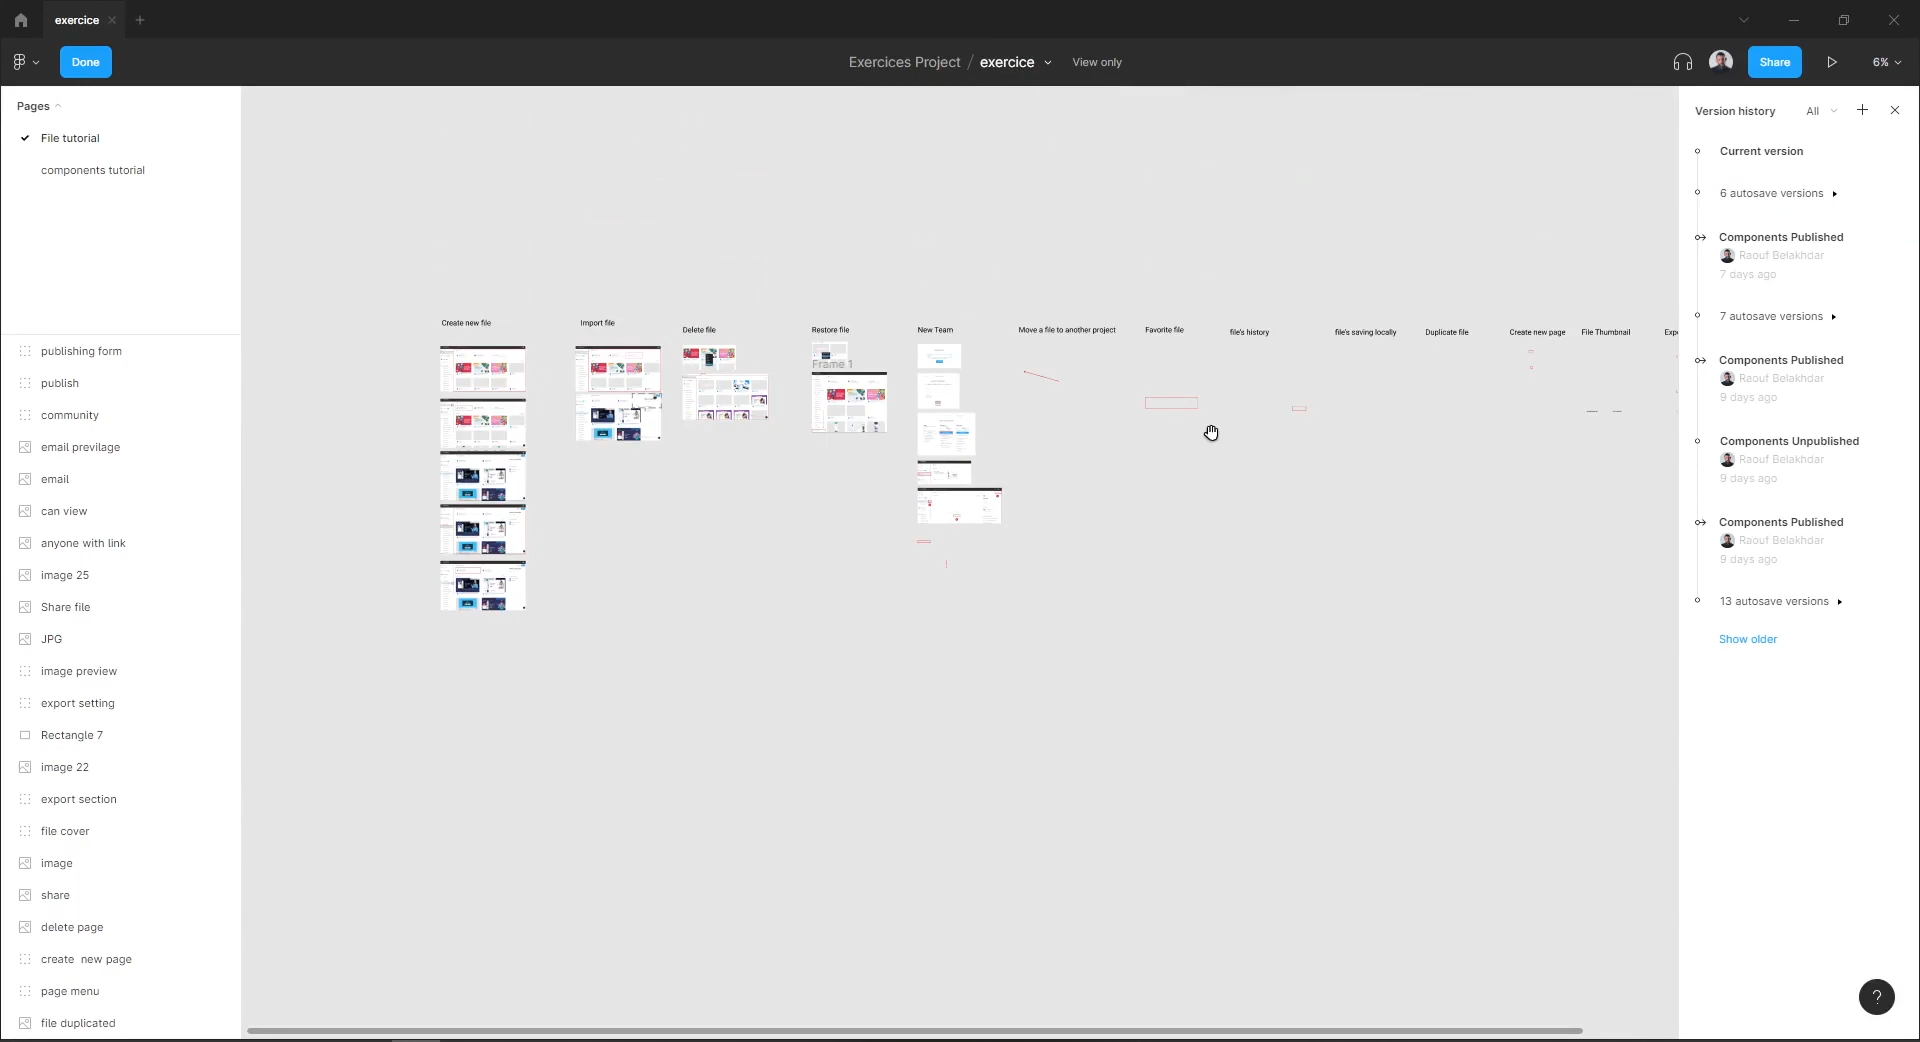 exercice
Done
Exercices Project / exercice
View only
Share
6%
Pages
File tutorial
components tutorial
publishing form
publish
community
email previlage
email
can view
anyone with link
image 25
Share file
JPG
image preview
export setting
Rectangle 7
image 22
export section
file cover
image
share
delete page
create new page
page menu
file duplicated
Create new file
Import file
Delete file
Restore file
New Team
Move a file to another project
Favorite file
file's history
file's saving locally
Duplicate file
Create new page
File Thumbnail
Expo
Frame 1
Version history
All
Current version
6 autosave versions
Components Published
Raouf Belakhdar
7 days ago
7 autosave versions
Components Published
Raouf Belakhdar
9 days ago
Components Unpublished
Raouf Belakhdar
9 days ago
Components Published
Raouf Belakhdar
9 days ago
13 autosave versions
Show older
?